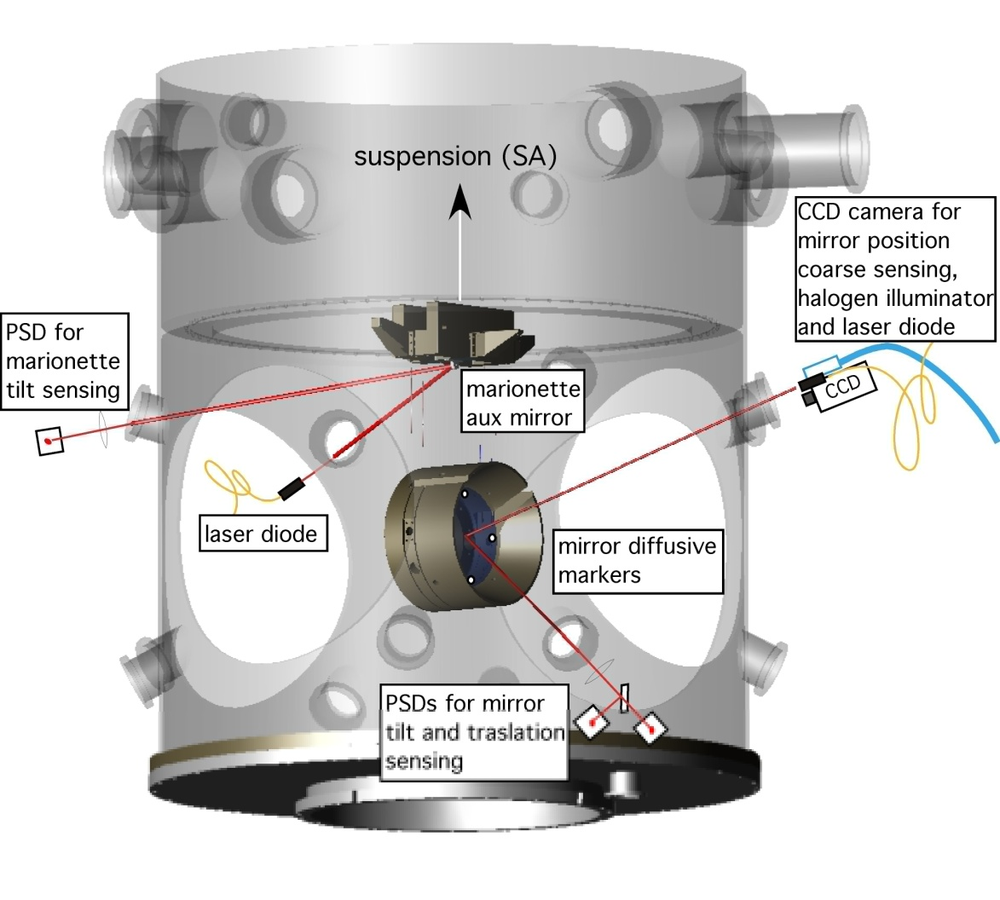 suspension (SA)
CCD camera for
mirror position
coarse sensing,
halogen illuminator
and laser diode
PSD for
marionette
tilt sensing
marionette
aux mirror
CCD
laser diode
mirror diffusive
markers
PSDs for mirror
tilt and traslation
sensing